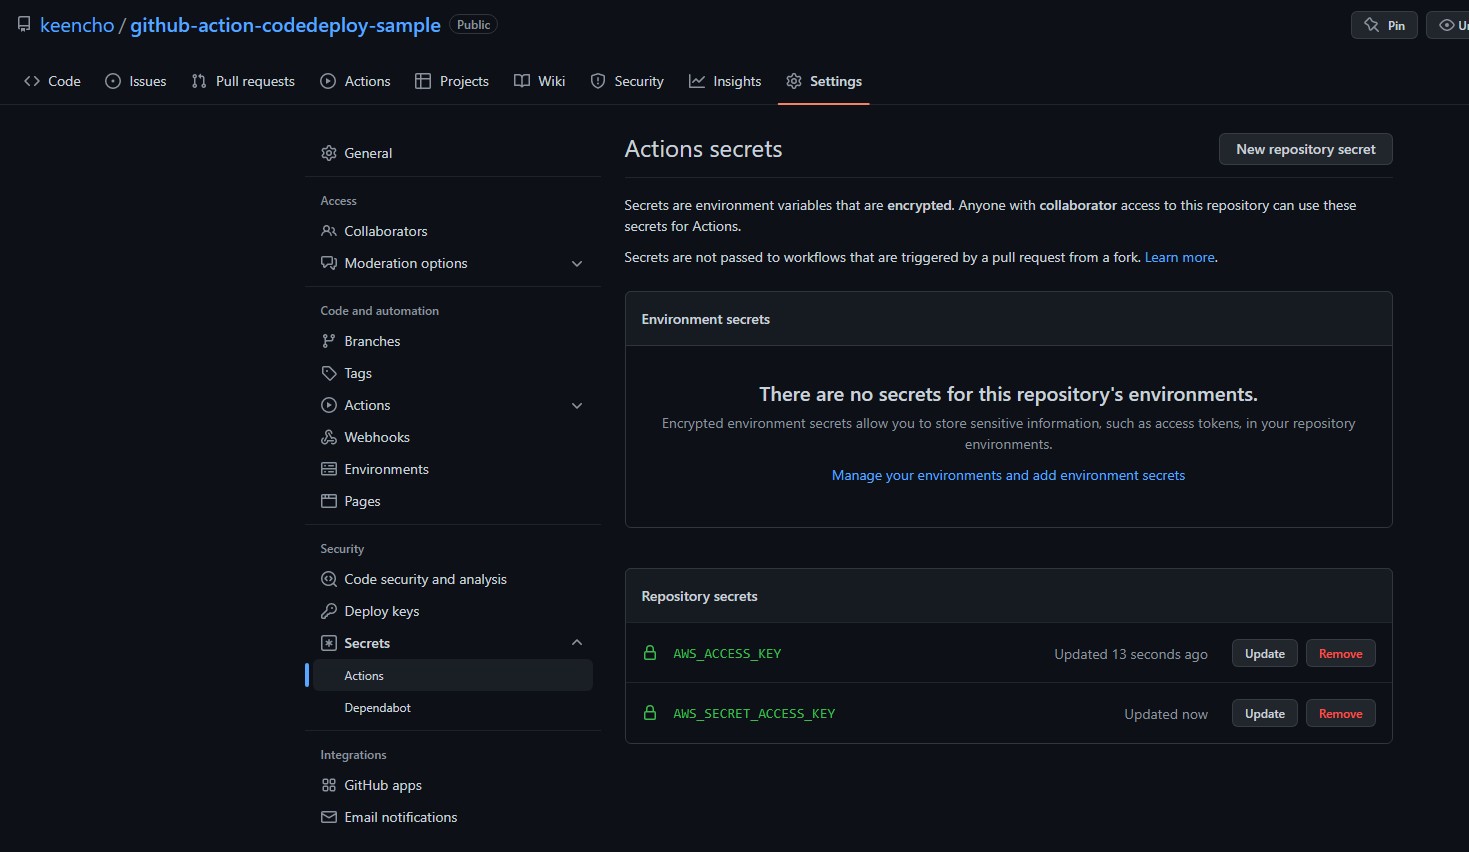 keencho / github-action-codedeploy-sample Public
Pin
Code Issues Pull requests Actions Projects Wiki Security Insights Settings
General
Access
Collaborators
Moderation options
Code and automation
Branches
Tags
Actions
Webhooks
Environments
Pages
Security
Code security and analysis
Deploy keys
Secrets
Actions
Dependabot
Integrations
GitHub apps
Email notifications
Actions secrets
New repository secret
Secrets are environment variables that are encrypted. Anyone with collaborator access to this repository can use these
secrets for Actions.
Secrets are not passed to workflows that are triggered by a pull request from a fork. Learn more.
Environment secrets
There are no secrets for this repository's environments.
Encrypted environment secrets allow you to store sensitive information, such as access tokens, in your repository
environments.
Manage your environments and add environment secrets
Repository secrets
AWS_ACCESS_KEY Updated 13 seconds ago Update Remove
AWS_SECRET_ACCESS_KEY Updated now Update Remove